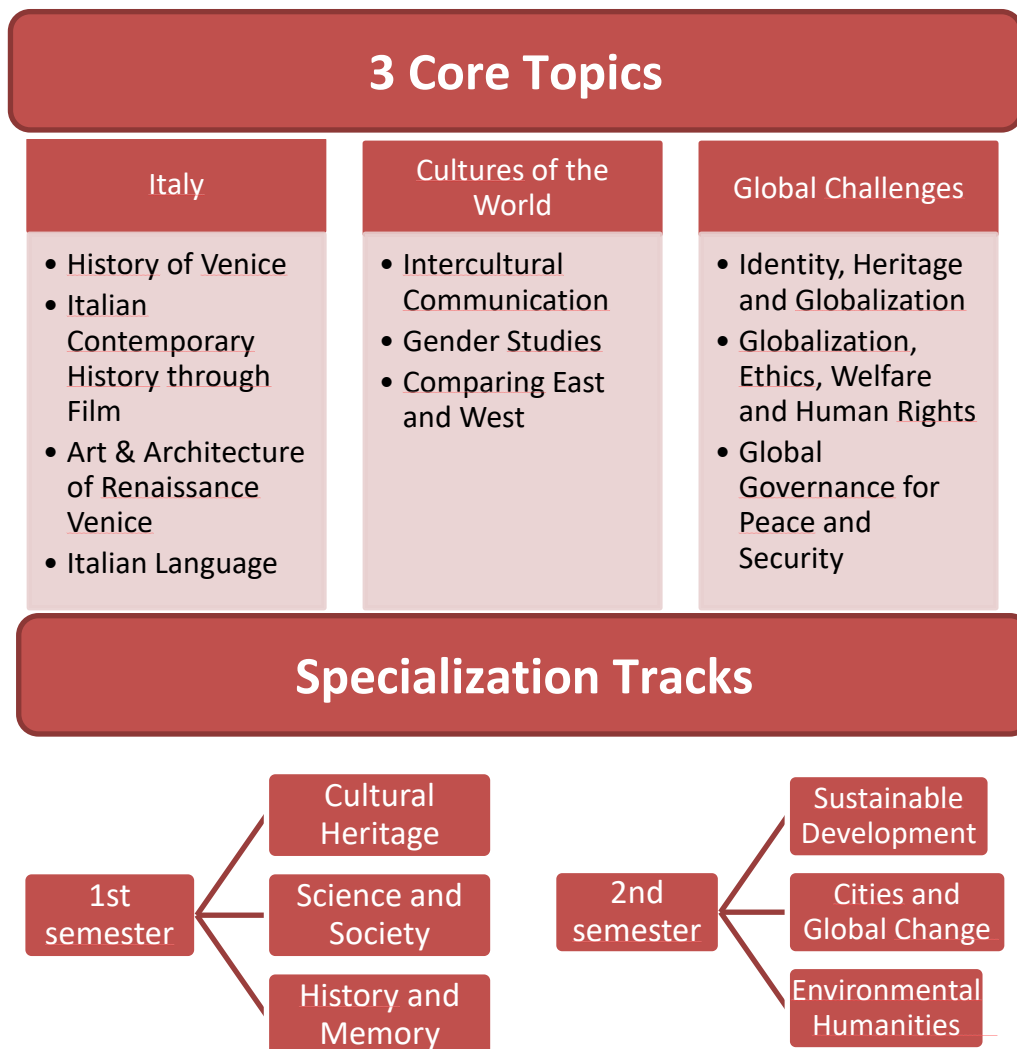 3 Core Topics
Italy
• History of Venice
• Italian
Contemporary
History through
Film
• Art & Architecture
of Renaissance
Venice
• Italian Language
Cultures of the
World
• Intercultural
Communication
• Gender Studies
• Comparing East
and West
Global Challenges
• Identity, Heritage
and Globalization
• Globalization,
Ethics, Welfare
and Human Rights
• Global
Governance for
Peace and
Security
Specialization Tracks
1st
semester
Cultural
Heritage
Science and
Society
History and
Memory
2nd
semester
Sustainable
Development
Cities and
Global Change
Environmental
Humanities